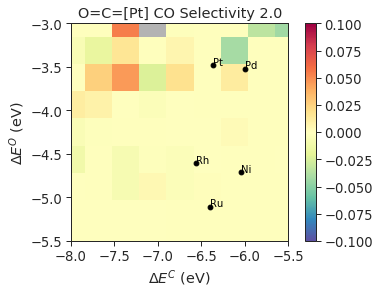 O=C=[Pt] CO Selectivity 2.0
−3.0
−3.5
−4.0
−4.5
−5.0
−5.5
ΔE^O (eV)
Pt
Pd
Rh
Ni
Ru
−8.0 −7.5 −7.0 −6.5 −6.0 −5.5
ΔE^C (eV)
0.100
0.075
0.050
0.025
0.000
−0.025
−0.050
−0.075
−0.100